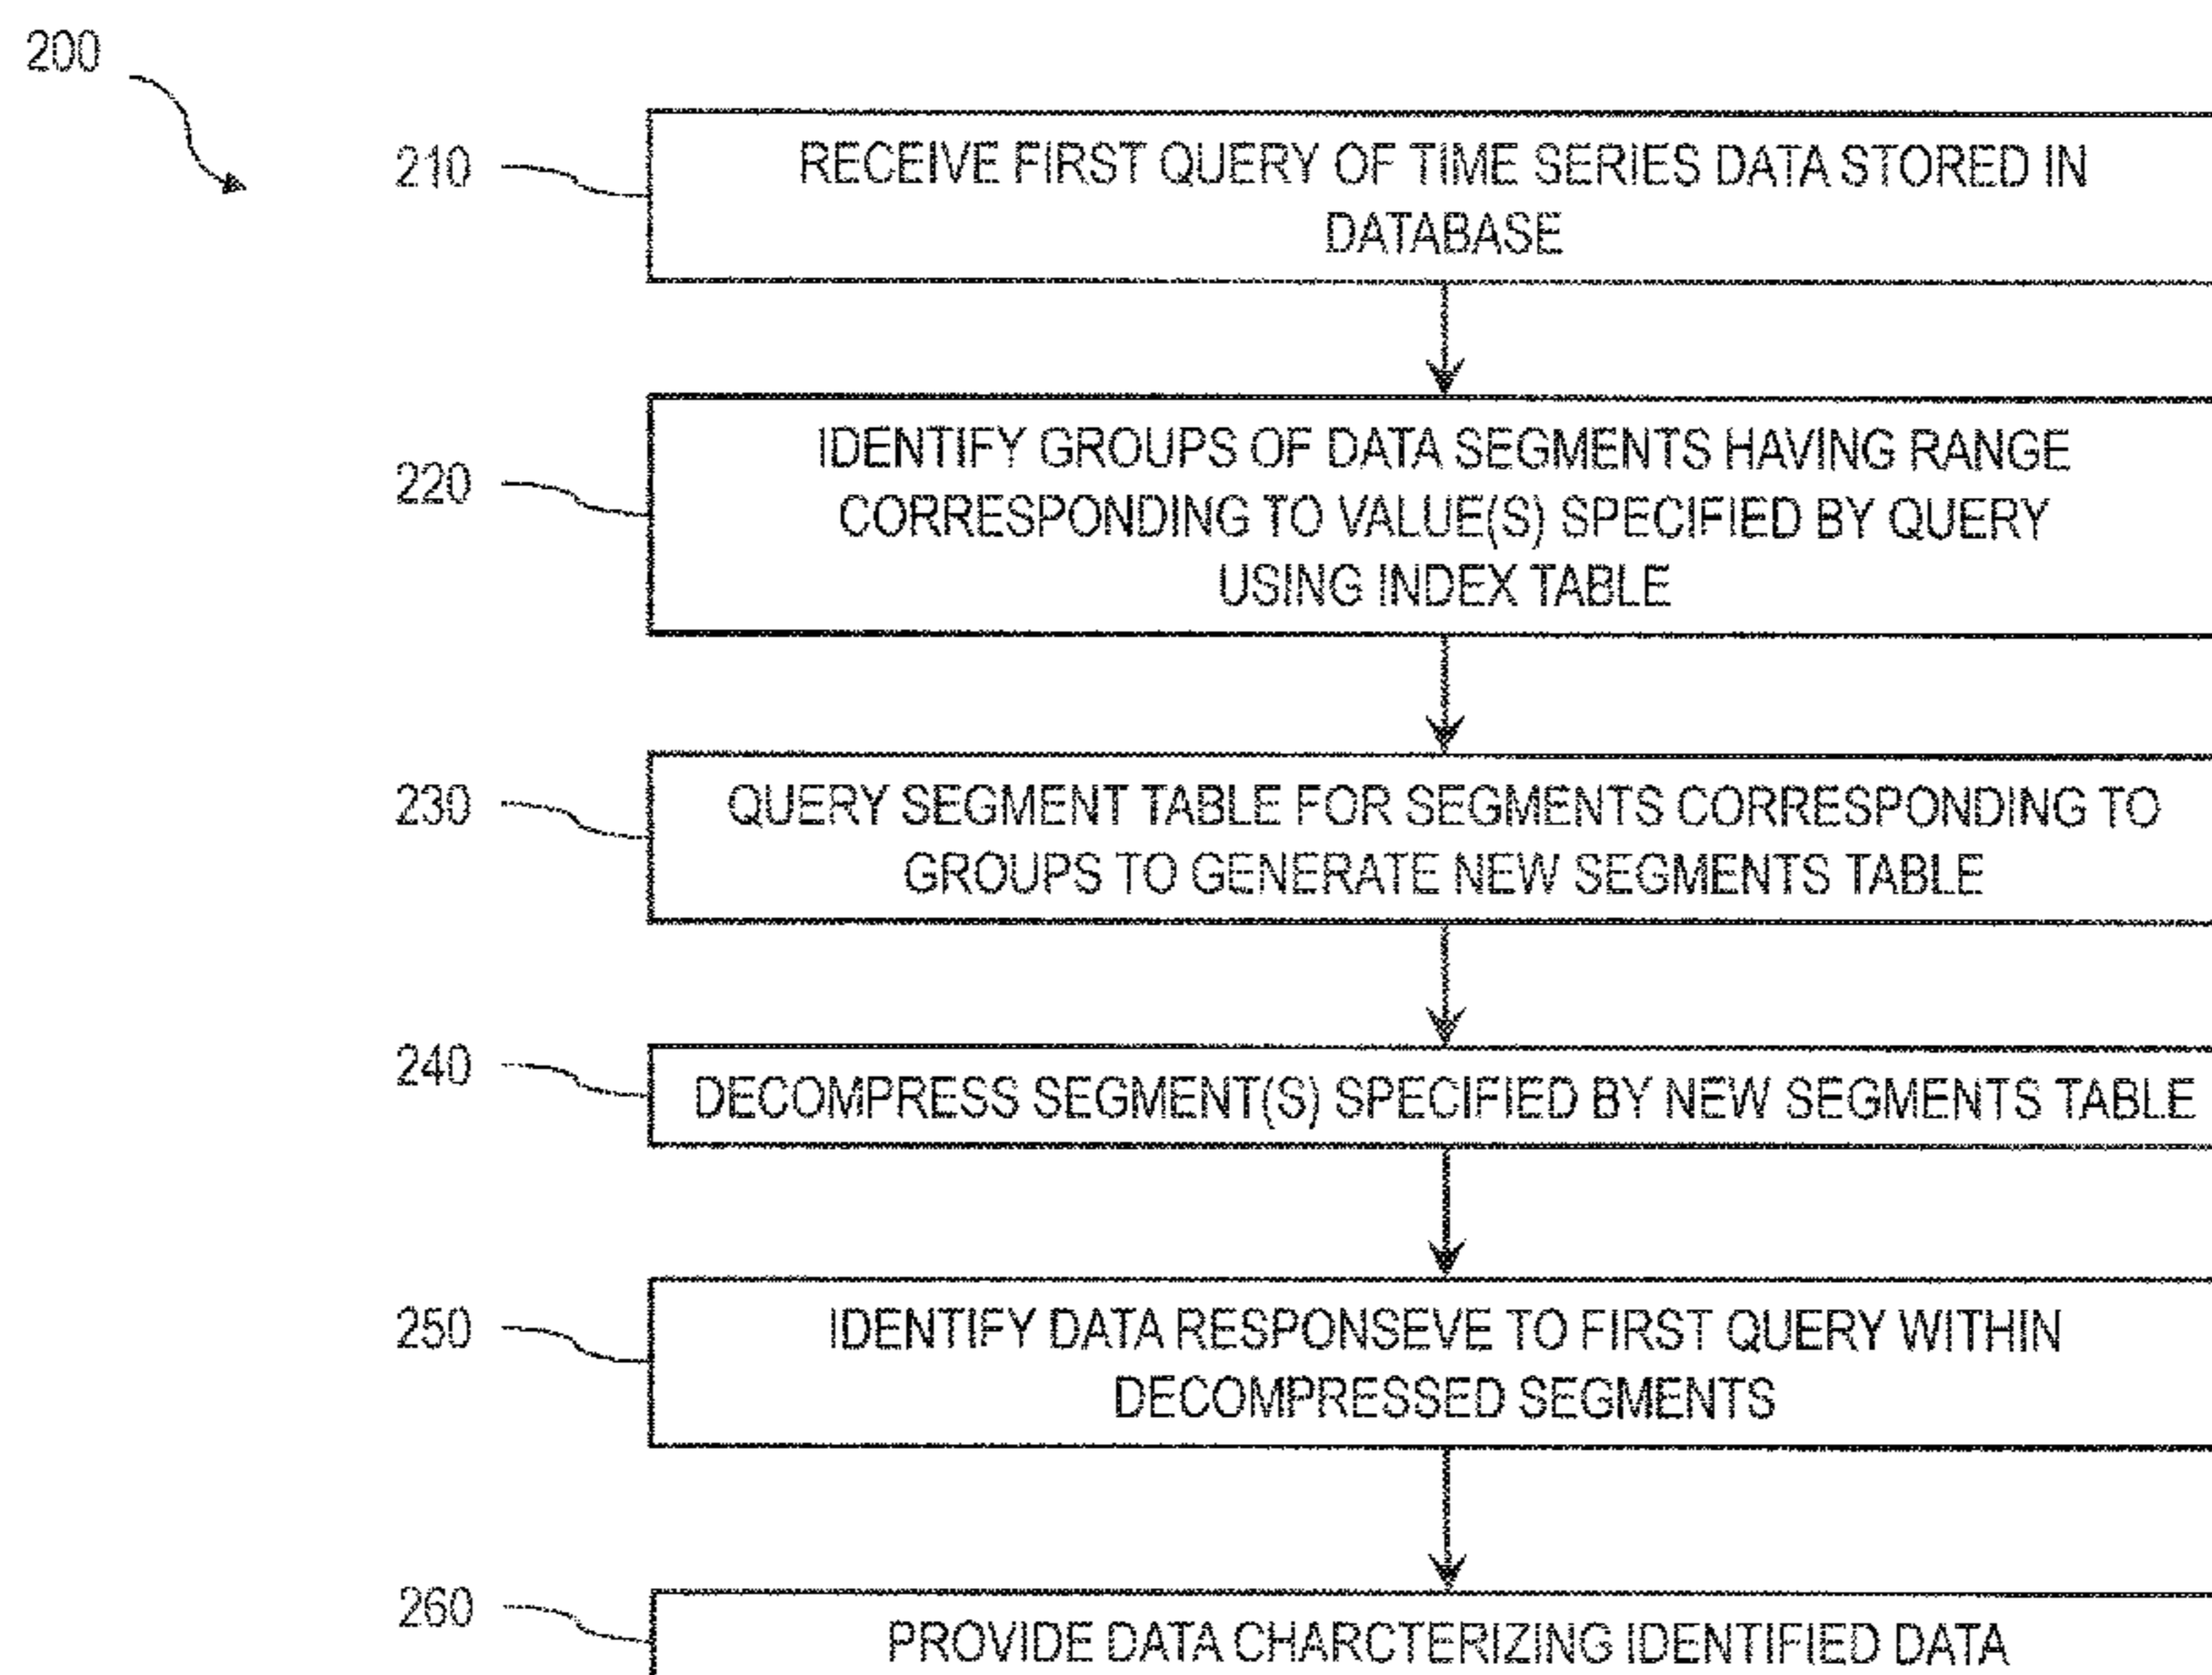 200
210
RECEIVE FIRST QUERY OF TIME SERIES DATA STORED IN
DATABASE
220
IDENTIFY GROUPS OF DATA SEGMENTS HAVING RANGE
CORRESPONDING TO VALUE(S) SPECIFIED BY QUERY
USING INDEX TABLE
230
QUERY SEGMENT TABLE FOR SEGMENTS CORRESPONDING TO
GROUPS TO GENERATE NEW SEGMENTS TABLE
240
DECOMPRESS SEGMENT(S) SPECIFIED BY NEW SEGMENTS TABLE
250
IDENTIFY DATA RESPONSEVE TO FIRST QUERY WITHIN
DECOMPRESSED SEGMENTS
260
PROVIDE DATA CHARCTERIZING IDENTIFIED DATA